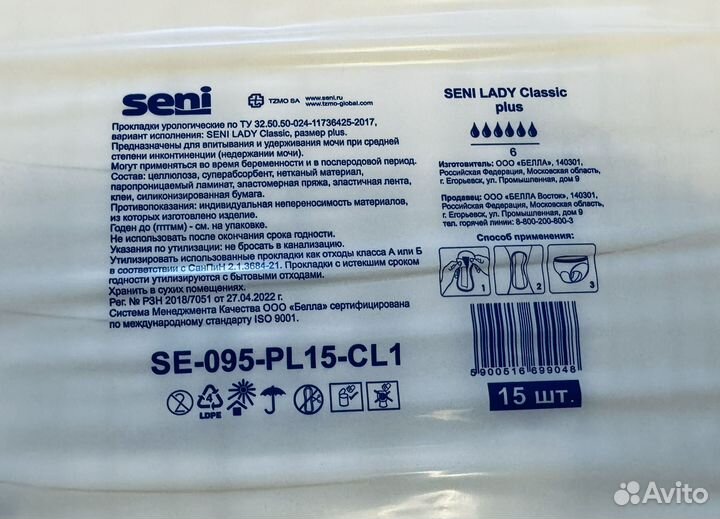 seni
TZMO SA
www.seni.ru
www.tzmo-global.com
Прокладки урологические по ТУ 32.50.50-024-11736425-2017,
вариант исполнения: SENI LADY Classic, размер plus.
Предназначены для впитывания и удерживания мочи при средней
степени инконтиненции (недержании мочи).
Могут применяться во время беременности и в послеродовой период.
Состав: целлюлоза, суперабсорбент, нетканый материал,
паропроницаемый ламинат, эластомерная пряжа, эластичная лента,
клеи, силиконизированная бумага.
Противопоказания: индивидуальная непереносимость материалов,
из которых изготовлено изделие.
Годен до (ггггмм) - см. на упаковке.
Не использовать после окончания срока годности.
Указания по утилизации: не бросать в канализацию.
Утилизировать использованные прокладки как отходы класса А или Б
в соответствии с СанПиН 2.1.3684-21. Прокладки с истекшим сроком
годности утилизируются с бытовыми отходами.
Хранить в сухих помещениях.
Рег. № РЗН 2018/7051 от 27.04.2022 г.
Система Менеджмента Качества ООО «Белла» сертифицирована
по международному стандарту ISO 9001.
SE-095-PL15-CL1
4
LDPE
SENI LADY Classic
plus
6
Изготовитель: ООО «БЕЛЛА», 140301,
Российская Федерация, Московская область,
г. Егорьевск, ул. Промышленная, дом 9
Продавец: ООО «БЕЛЛА Восток», 140301,
Российская Федерация, Московская область,
г. Егорьевск, ул. Промышленная, дом 9
тел. горячей линии: 8-800-200-800-3
Способ применения:
1
2
3
5900516699048
15 шт.
Avito